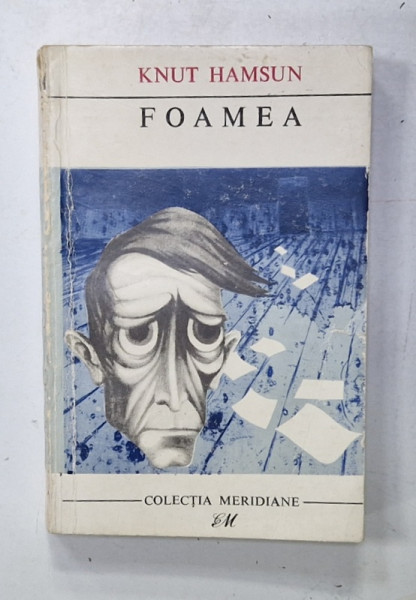 KNUT HAMSUN
FOAMEA
COLECȚIA MERIDIANE
CM